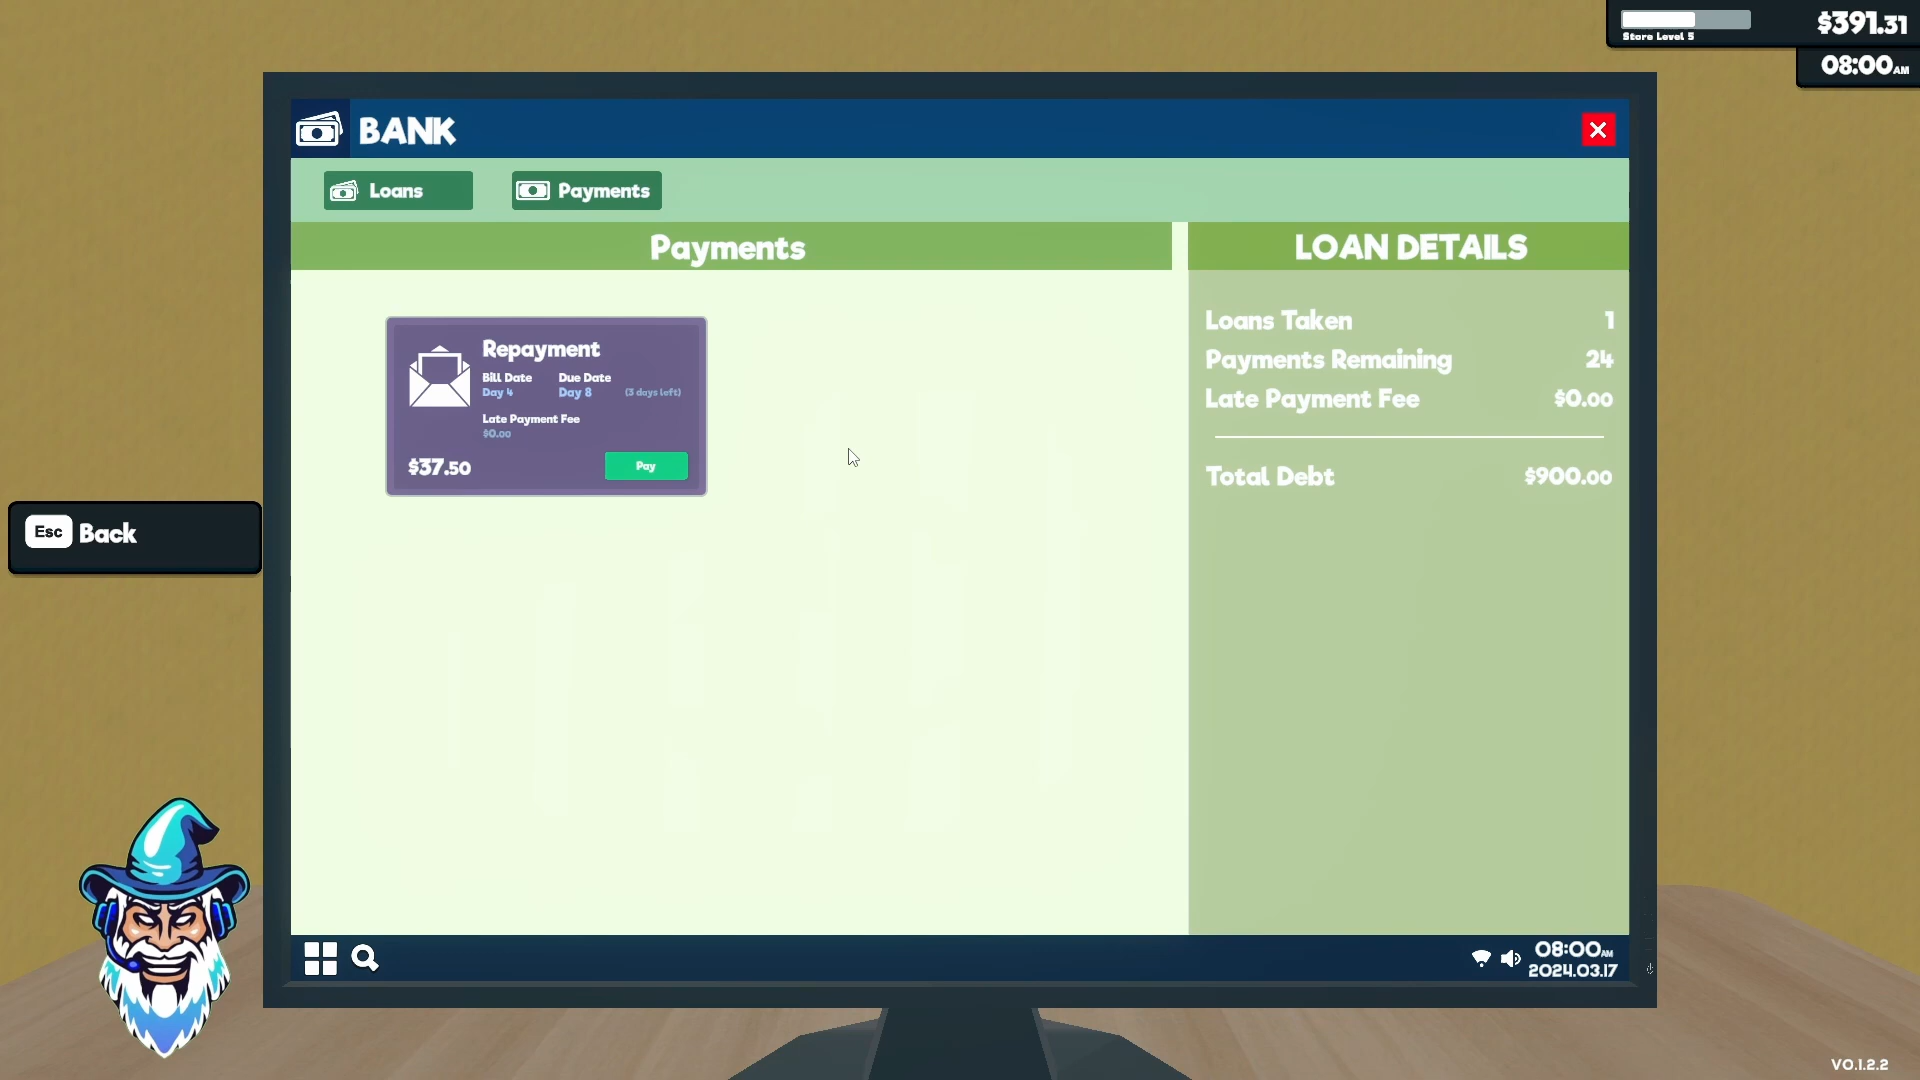 $391.31
Store Level 5
08:00AM
BANK
Loans
Payments
Payments
LOAN DETAILS
Repayment
Bill Date
Due Date
Day 4
Day 8
(3 days left)
Late Payment Fee
$0.00
$37.50
Pay
Loans Taken
1
Payments Remaining
24
Late Payment Fee
$0.00
Total Debt
$900.00
Esc Back
08:00AM
2024.03.17
V0.1.2.2